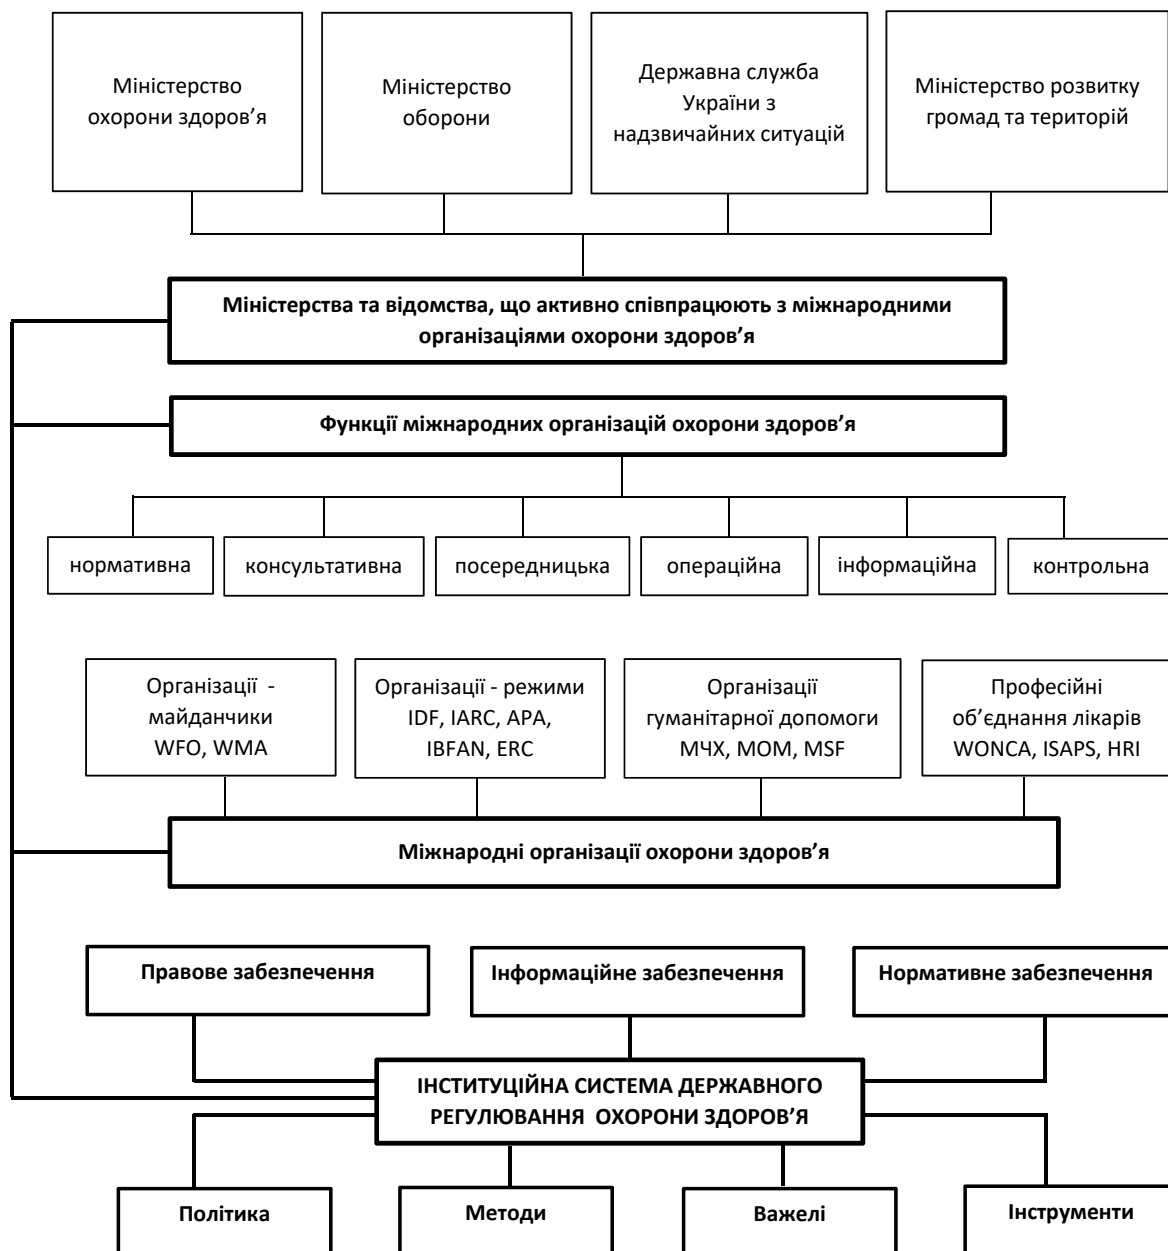 Міністерство
охорони здоров’я
Міністерство
оборони
Державна служба
України з
надзвичайних ситуацій
Міністерство розвитку
громад та територій
Міністерства та відомства, що активно співпрацюють з міжнародними
організаціями охорони здоров’я
Функції міжнародних організацій охорони здоров’я
нормативна
консультативна
посередницька
операційна
інформаційна
контрольна
Організації -
майданчики
WFO, WMA
Організації - режими
IDF, IARC, APA,
IBFAN, ERC
Організації
гуманітарної допомоги
МЧХ, МОМ, MSF
Професійні
об’єднання лікарів
WONCA, ISAPS, HRI
Міжнародні організації охорони здоров’я
Правове забезпечення
Інформаційне забезпечення
Нормативне забезпечення
ІНСТИТУЦІЙНА СИСТЕМА ДЕРЖАВНОГО
РЕГУЛЮВАННЯ ОХОРОНИ ЗДОРОВ’Я
Політика
Методи
Важелі
Інструменти